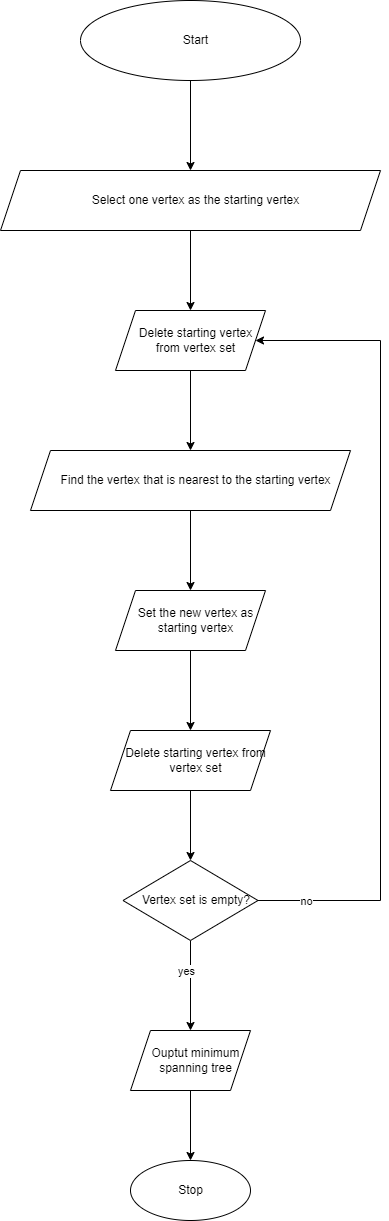 Start
Select one vertex as the starting vertex
Delete starting vertex
from vertex set
Find the vertex that is nearest to the starting vertex
Set the new vertex as
starting vertex
Delete starting vertex from
vertex set
Vertex set is empty?
no
yes
Ouptut minimum
spanning tree
Stop